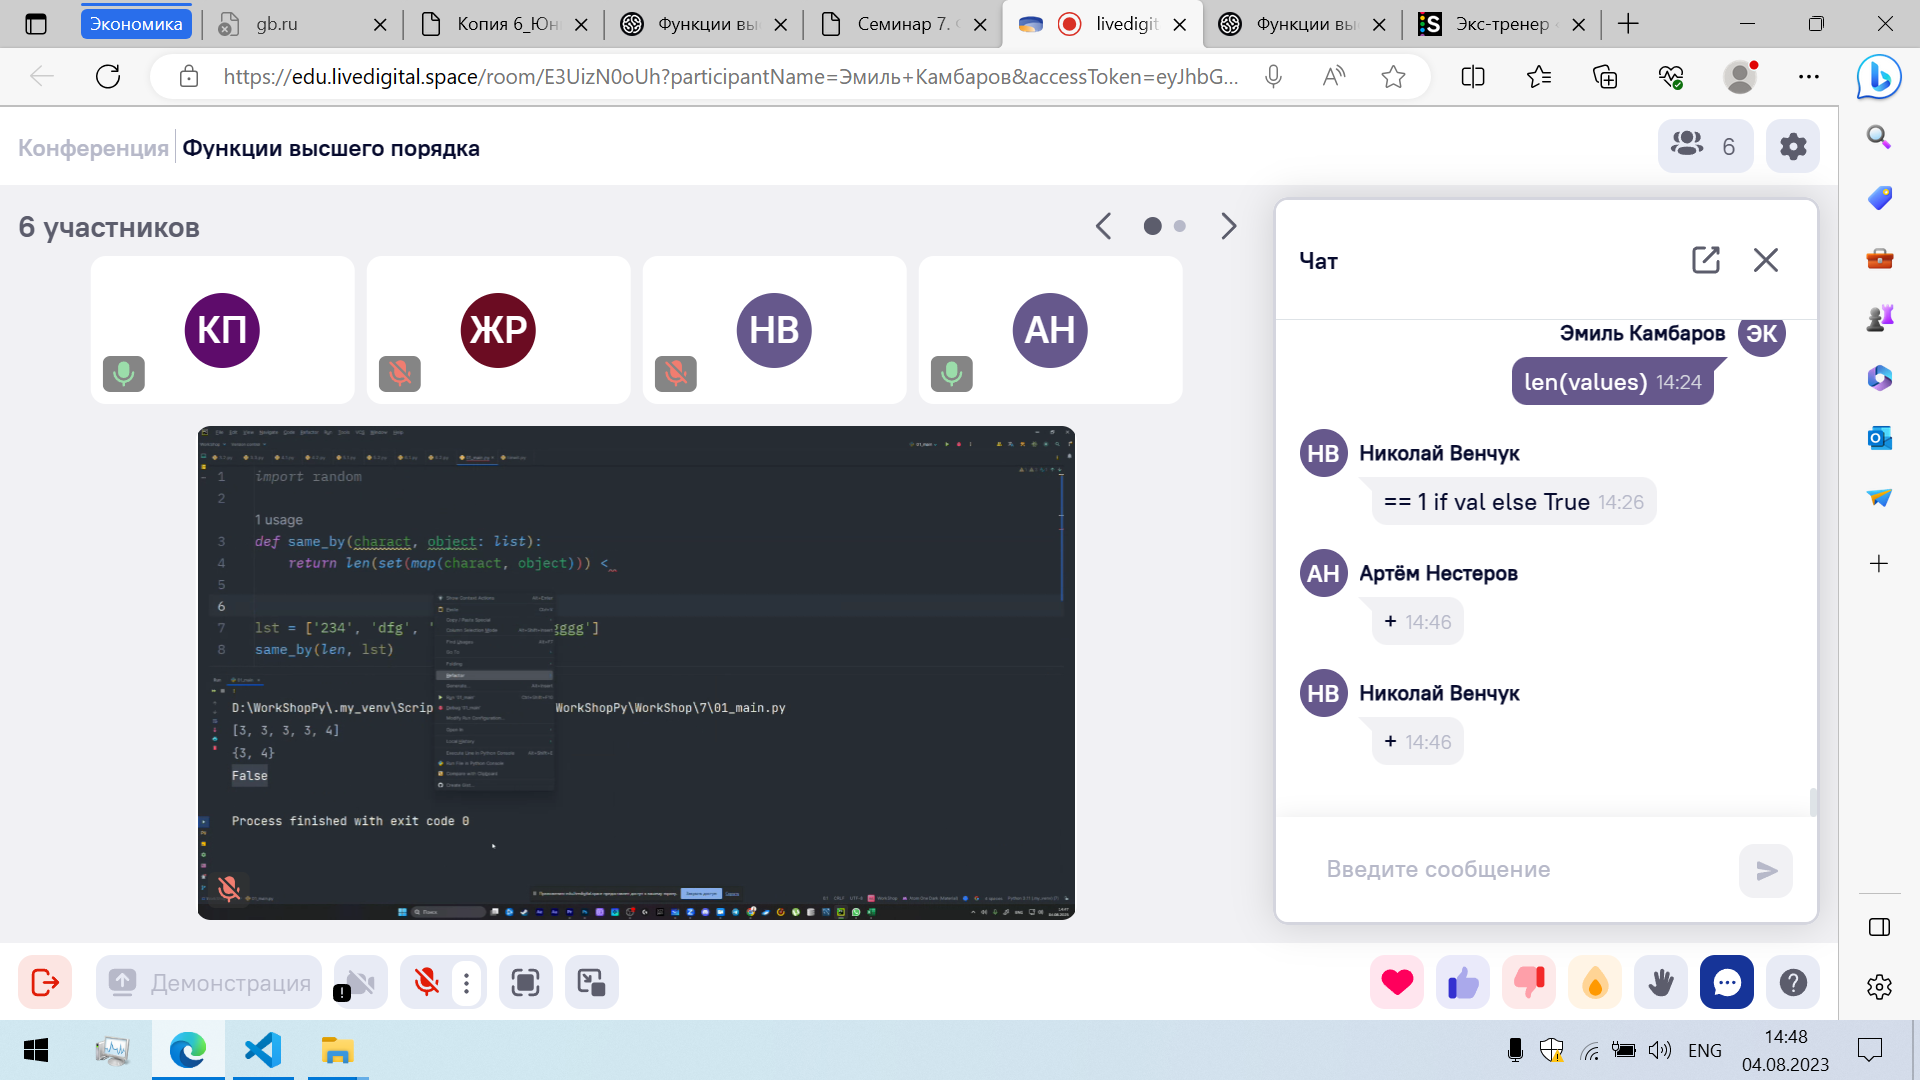 Экономика
gb.ru
Копия 6_Юн
Функции вы
Семинар 7.
livedigit
Функции вы
Экс-тренер
https://edu.livedigital.space/room/E3UizN0oUh?participantName=Эмиль+Камбаров&accessToken=eyJhbG...
Конференция
Функции высшего порядка
6
6 участников
КП
ЖР
НВ
АН
1 import random
2
1 usage
3 def same_by(charact, object: list):
4 return len(set(map(charact, object))) <
5
6
7 lst = ['234', 'dfg', ' gggg']
8 same_by(len, lst)
D:\WorkShopPy\.my_venv\Scrip WorkShopPy\WorkShop\7\01_main.py
[3, 3, 3, 3, 4]
{3, 4}
False
Process finished with exit code 0
Чат
Эмиль Камбаров
ЭК
len(values) 14:24
НВ
Николай Венчук
== 1 if val else True 14:26
АН
Артём Нестеров
+ 14:46
НВ
Николай Венчук
+ 14:46
Введите сообщение
Демонстрация
ENG
14:48
04.08.2023